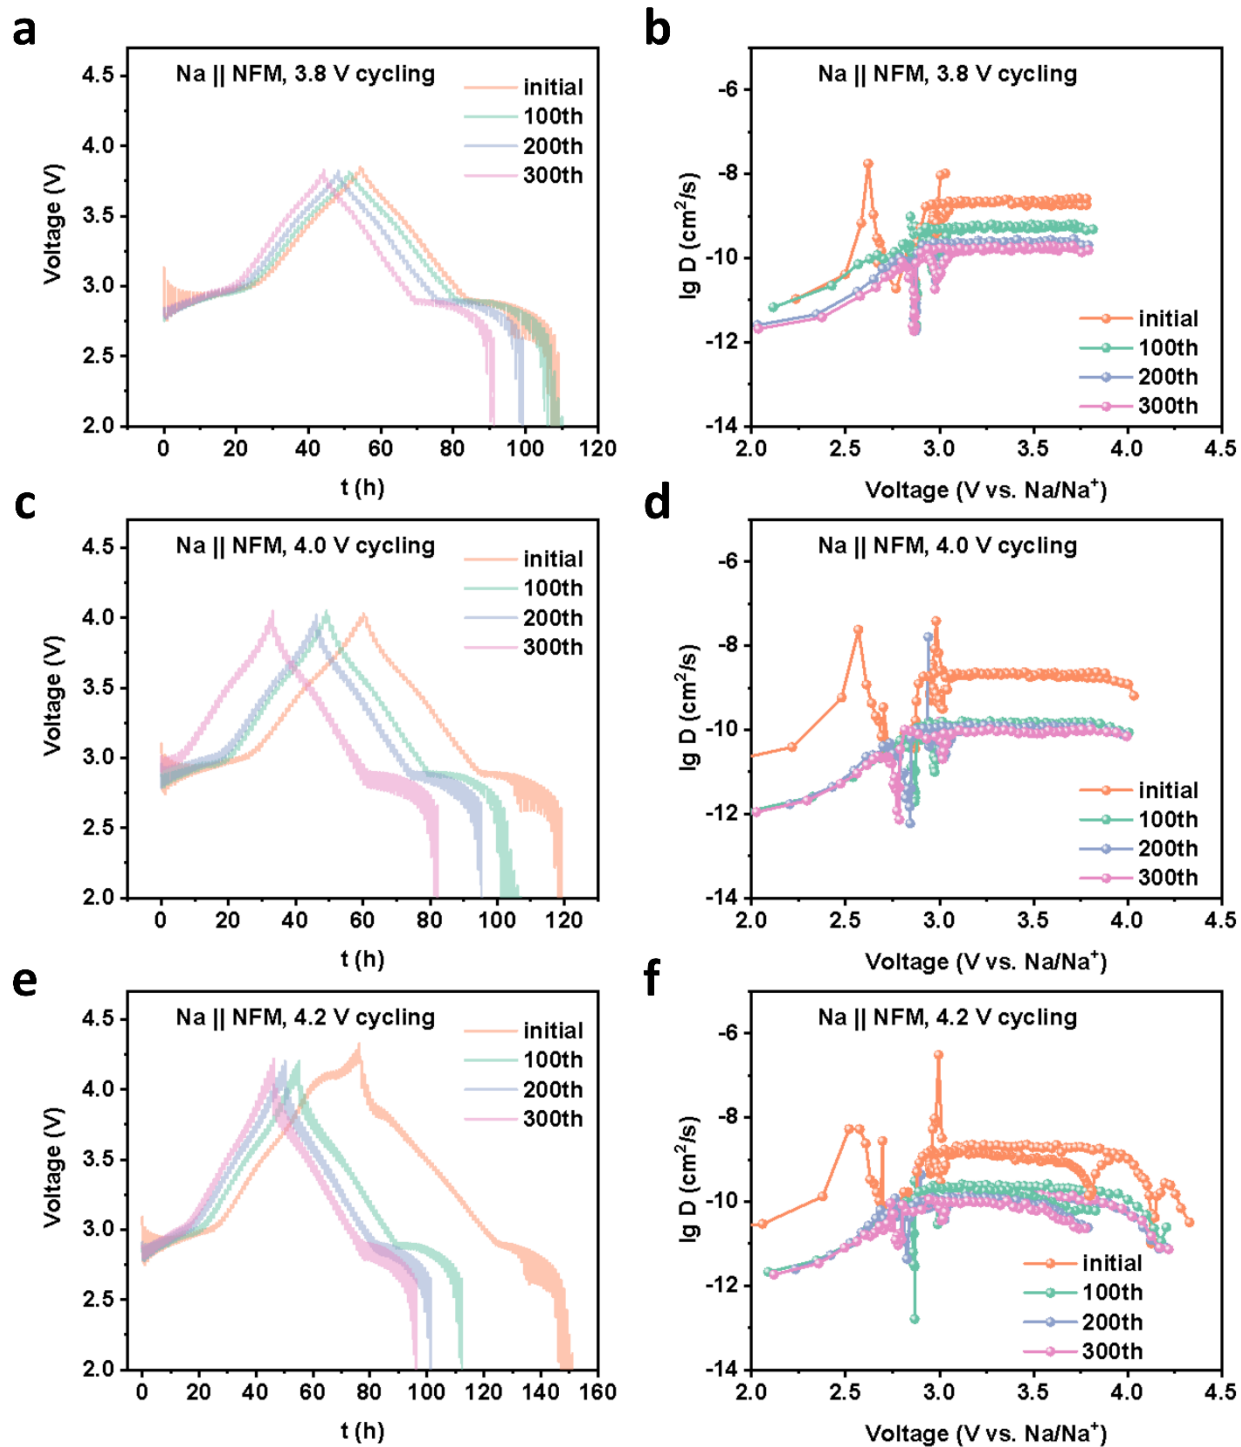 a
Na || NFM, 3.8 V cycling
initial
100th
200th
300th
4.5
4.0
3.5
3.0
2.5
2.0
Voltage (V)
0 20 40 60 80 100 120
t (h)
b
Na || NFM, 3.8 V cycling
-6
-8
-10
-12
-14
lg D (cm²/s)
initial
100th
200th
300th
2.0 2.5 3.0 3.5 4.0 4.5
Voltage (V vs. Na/Na⁺)
c
Na || NFM, 4.0 V cycling
initial
100th
200th
300th
4.5
4.0
3.5
3.0
2.5
2.0
Voltage (V)
0 20 40 60 80 100 120
t (h)
d
Na || NFM, 4.0 V cycling
-6
-8
-10
-12
-14
lg D (cm²/s)
initial
100th
200th
300th
2.0 2.5 3.0 3.5 4.0 4.5
Voltage (V vs. Na/Na⁺)
e
Na || NFM, 4.2 V cycling
initial
100th
200th
300th
4.5
4.0
3.5
3.0
2.5
2.0
Voltage (V)
0 20 40 60 80 100 120 140 160
t (h)
f
Na || NFM, 4.2 V cycling
-6
-8
-10
-12
-14
lg D (cm²/s)
initial
100th
200th
300th
2.0 2.5 3.0 3.5 4.0 4.5
Voltage (V vs. Na/Na⁺)